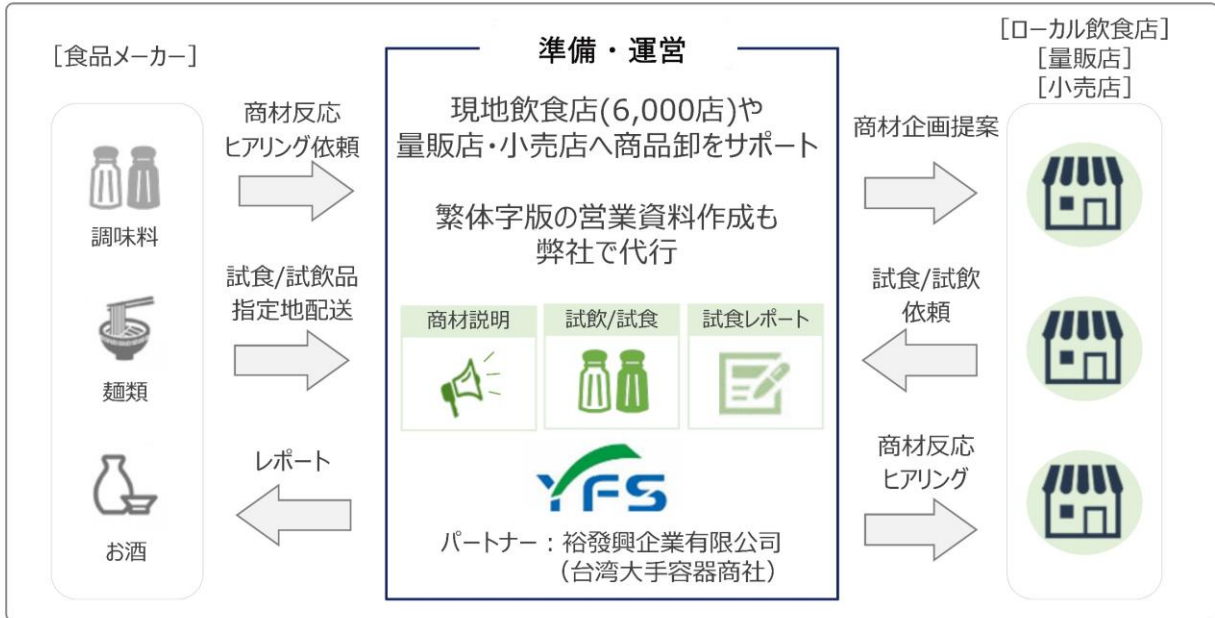 [食品メーカー]
商材反応
ヒアリング依頼
調味料
試食/試飲品
指定地配送
麺類
レポート
お酒
準備・運営
現地飲食店(6,000店)や
量販店・小売店へ商品卸をサポート
繁体字版の営業資料作成も
弊社で代行
商材説明
試飲/試食
試食レポート
YFS
パートナー：裕發興企業有限公司
（台湾大手容器商社）
[ローカル飲食店]
[量販店]
[小売店]
商材企画提案
試食/試飲
依頼
商材反応
ヒアリング